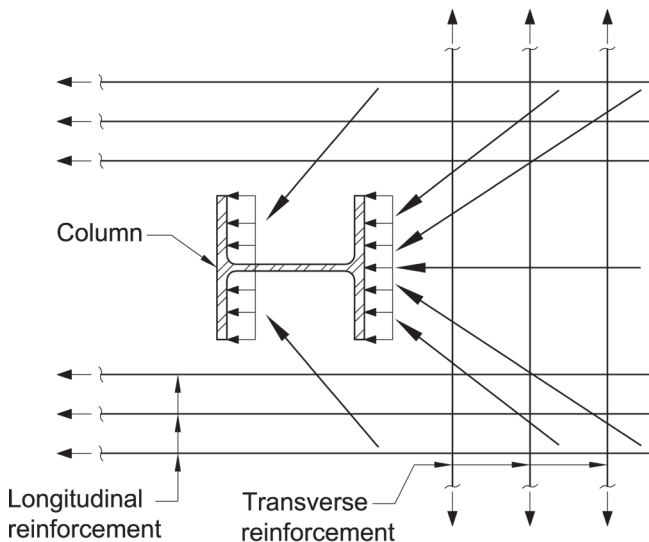 Column
Longitudinal
reinforcement
Transverse
reinforcement